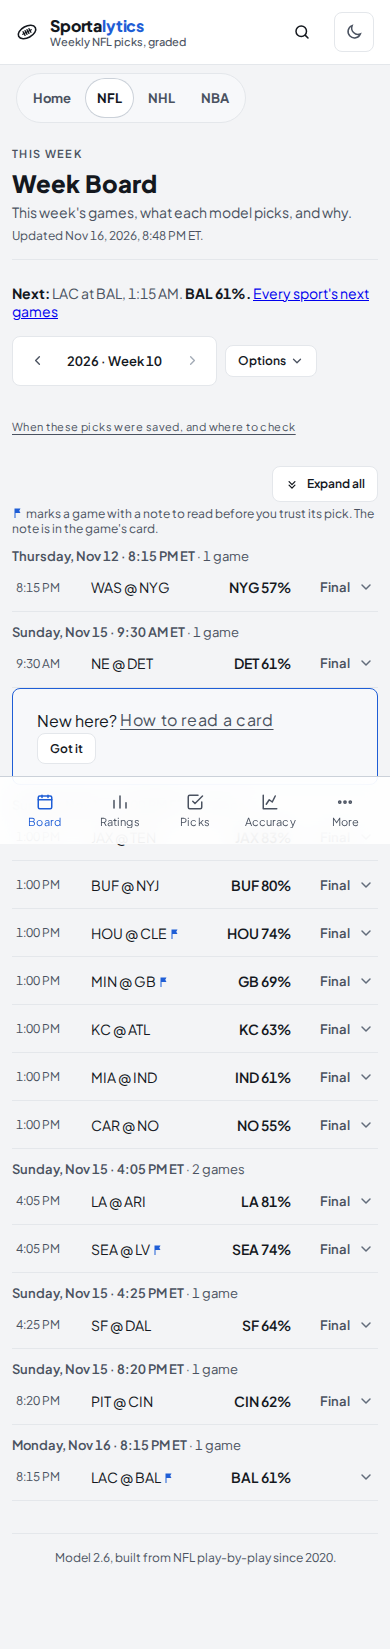 Sportalytics
Weekly NFL picks, graded
Home NFL NHL NBA
THIS WEEK
Week Board
This week's games, what each model picks, and why.
Updated Nov 16, 2026, 8:48 PM ET.
Next: LAC at BAL, 1:15 AM. BAL 61%. Every sport's next
games
2026 · Week 10 Options
When these picks were saved, and where to check
Expand all
marks a game with a note to read before you trust its pick. The
note is in the game's card.
Thursday, Nov 12 · 8:15 PM ET · 1 game
8:15 PM WAS @ NYG NYG 57% Final
Sunday, Nov 15 · 9:30 AM ET · 1 game
9:30 AM NE @ DET DET 61% Final
New here? How to read a card
Got it
Board Ratings Picks Accuracy More
1:00 PM JAX @ TEN JAX 83% Final
1:00 PM BUF @ NYJ BUF 80% Final
1:00 PM HOU @ CLE HOU 74% Final
1:00 PM MIN @ GB GB 69% Final
1:00 PM KC @ ATL KC 63% Final
1:00 PM MIA @ IND IND 61% Final
1:00 PM CAR @ NO NO 55% Final
Sunday, Nov 15 · 4:05 PM ET · 2 games
4:05 PM LA @ ARI LA 81% Final
4:05 PM SEA @ LV SEA 74% Final
Sunday, Nov 15 · 4:25 PM ET · 1 game
4:25 PM SF @ DAL SF 64% Final
Sunday, Nov 15 · 8:20 PM ET · 1 game
8:20 PM PIT @ CIN CIN 62% Final
Monday, Nov 16 · 8:15 PM ET · 1 game
8:15 PM LAC @ BAL BAL 61%
Model 2.6, built from NFL play-by-play since 2020.